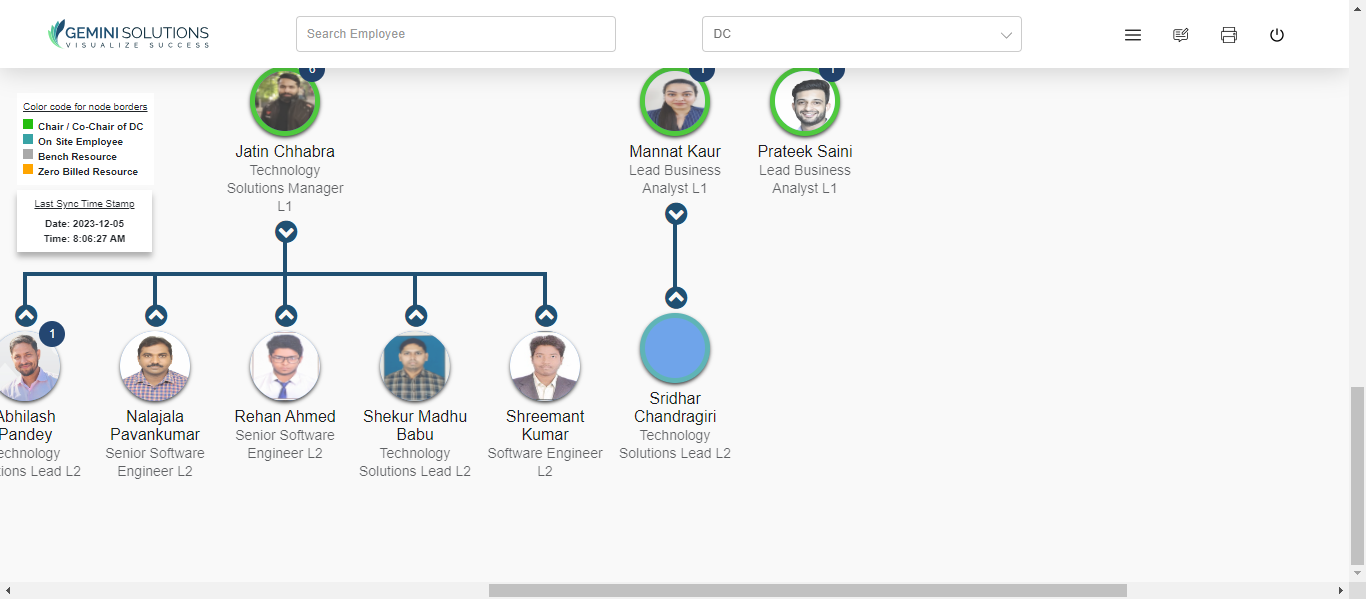 GEMINI SOLUTIONS
VISUALIZE SUCCESS
Search Employee
DC
Color code for node borders
Chair / Co-Chair of DC
On Site Employee
Bench Resource
Zero Billed Resource
Last Sync Time Stamp
Date: 2023-12-05
Time: 8:06:27 AM
Jatin Chhabra
Technology
Solutions Manager
L1
1
Mannat Kaur
Lead Business
Analyst L1
1
Prateek Saini
Lead Business
Analyst L1
1
Abhilash
Pandey
echnology
ions Lead L2
Nalajala
Pavankumar
Senior Software
Engineer L2
Rehan Ahmed
Senior Software
Engineer L2
Shekur Madhu
Babu
Technology
Solutions Lead L2
Shreemant
Kumar
Software Engineer
L2
Sridhar
Chandragiri
Technology
Solutions Lead L2